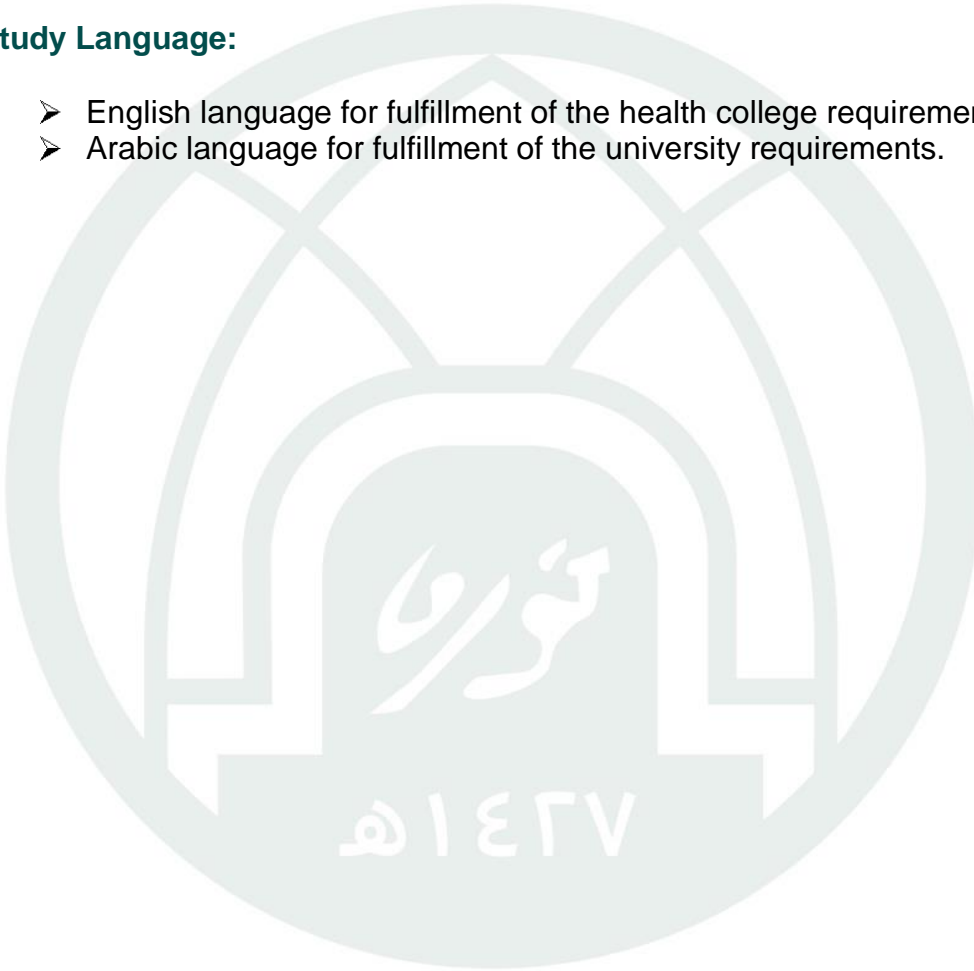 tudy Language:
➢ English language for fulfillment of the health college requiremen
➢ Arabic language for fulfillment of the university requirements.
نورة
١٤٢٧هـ